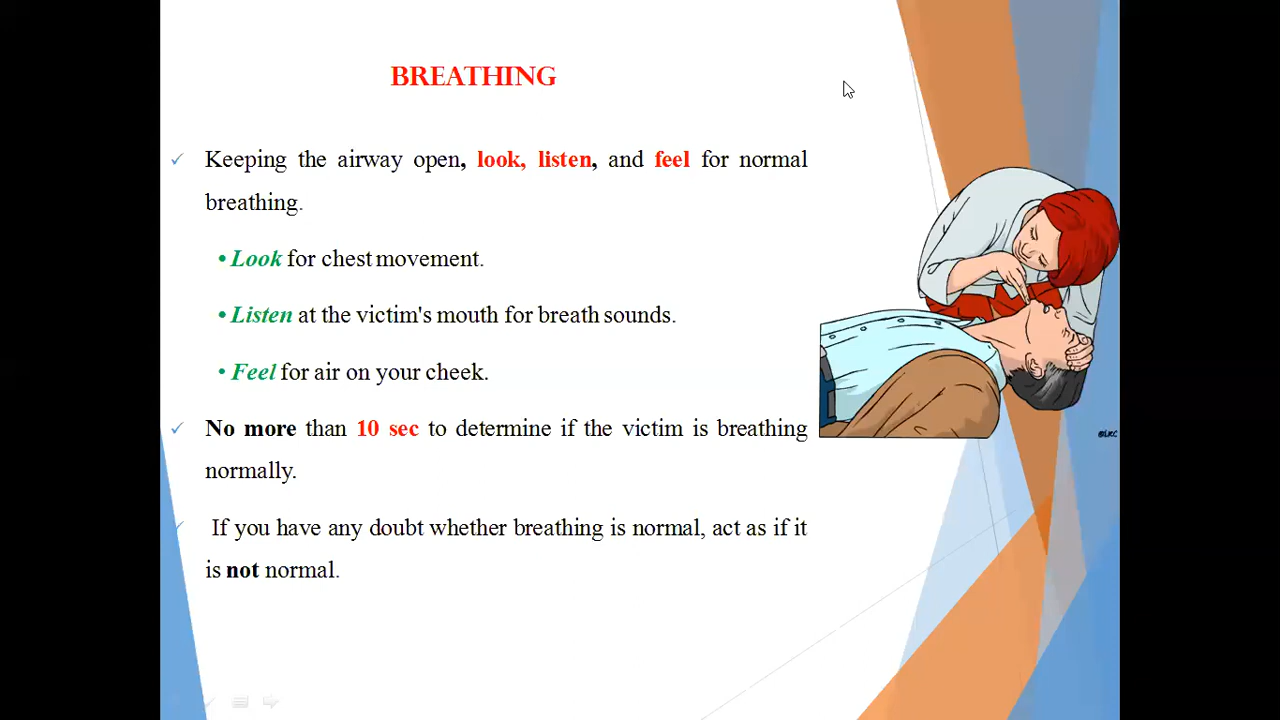 BREATHING
Keeping the airway open, look, listen, and feel for normal
breathing.
• Look for chest movement.
• Listen at the victim's mouth for breath sounds.
• Feel for air on your cheek.
No more than 10 sec to determine if the victim is breathing
normally.
If you have any doubt whether breathing is normal, act as if it
is not normal.